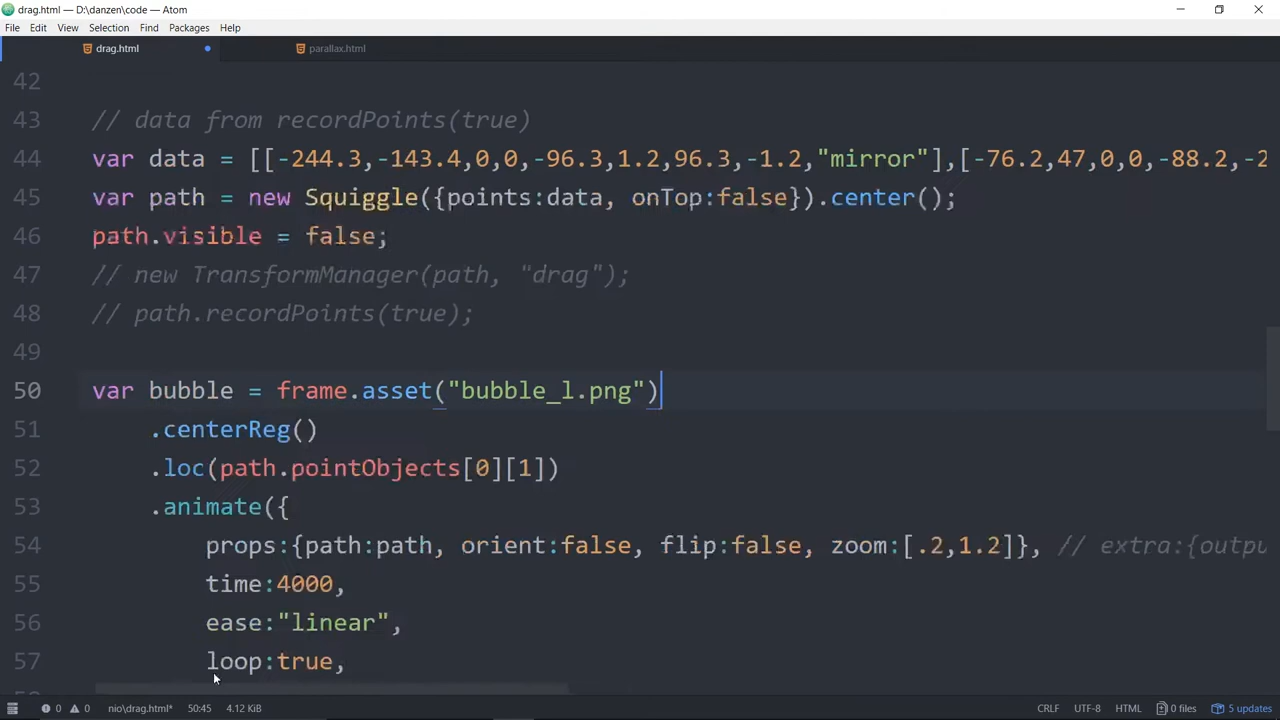 drag.html — D:\danzen\code — Atom
File Edit View Selection Find Packages Help
drag.html parallax.html
42
43 // data from recordPoints(true)
44 var data = [[-244.3,-143.4,0,0,-96.3,1.2,96.3,-1.2,"mirror"],[-76.2,47,0,0,-88.2,-2
45 var path = new Squiggle({points:data, onTop:false}).center();
46 path.visible = false;
47 // new TransformManager(path, "drag");
48 // path.recordPoints(true);
49
50 var bubble = frame.asset("bubble_l.png")
51 .centerReg()
52 .loc(path.pointObjects[0][1])
53 .animate({
54 props:{path:path, orient:false, flip:false, zoom:[.2,1.2]}, // extra:{outpu
55 time:4000,
56 ease:"linear",
57 loop:true,
0 0 nio\drag.html* 50:45 4.12 KiB CRLF UTF-8 HTML 0 files 5 updates